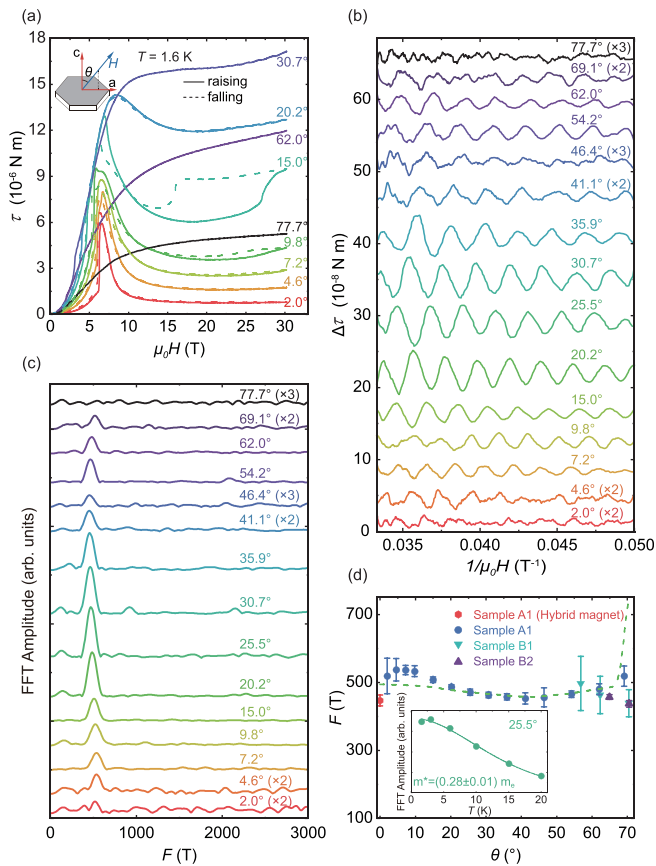 (a)
18
15
12
9
6
3
0
τ (10⁻⁶ N m)
c
H
θ
a
T = 1.6 K
raising
falling
30.7°
20.2°
62.0°
15.0°
77.7°
9.8°
7.2°
4.6°
2.0°
0 5 10 15 20 25 30
μ₀H (T)
(b)
60
50
40
30
20
10
0
Δτ (10⁻⁸ N m)
77.7° (×3)
69.1° (×2)
62.0°
54.2°
46.4° (×3)
41.1° (×2)
35.9°
30.7°
25.5°
20.2°
15.0°
9.8°
7.2°
4.6° (×2)
2.0° (×2)
0.035 0.040 0.045 0.050
1/μ₀H (T⁻¹)
(c)
FFT Amplitude (arb. units)
77.7° (×3)
69.1° (×2)
62.0°
54.2°
46.4° (×3)
41.1° (×2)
35.9°
30.7°
25.5°
20.2°
15.0°
9.8°
7.2°
4.6° (×2)
2.0° (×2)
0 1000 2000 3000
F (T)
(d)
750
600
450
300
100
F (T)
Sample A1 (Hybrid magnet)
Sample A1
Sample B1
Sample B2
FFT Amplitude (arb. units)
25.5°
m*=(0.28±0.01) mₑ
0 5 10 15 20
T (K)
0 10 20 30 40 50 60 70
θ (°)